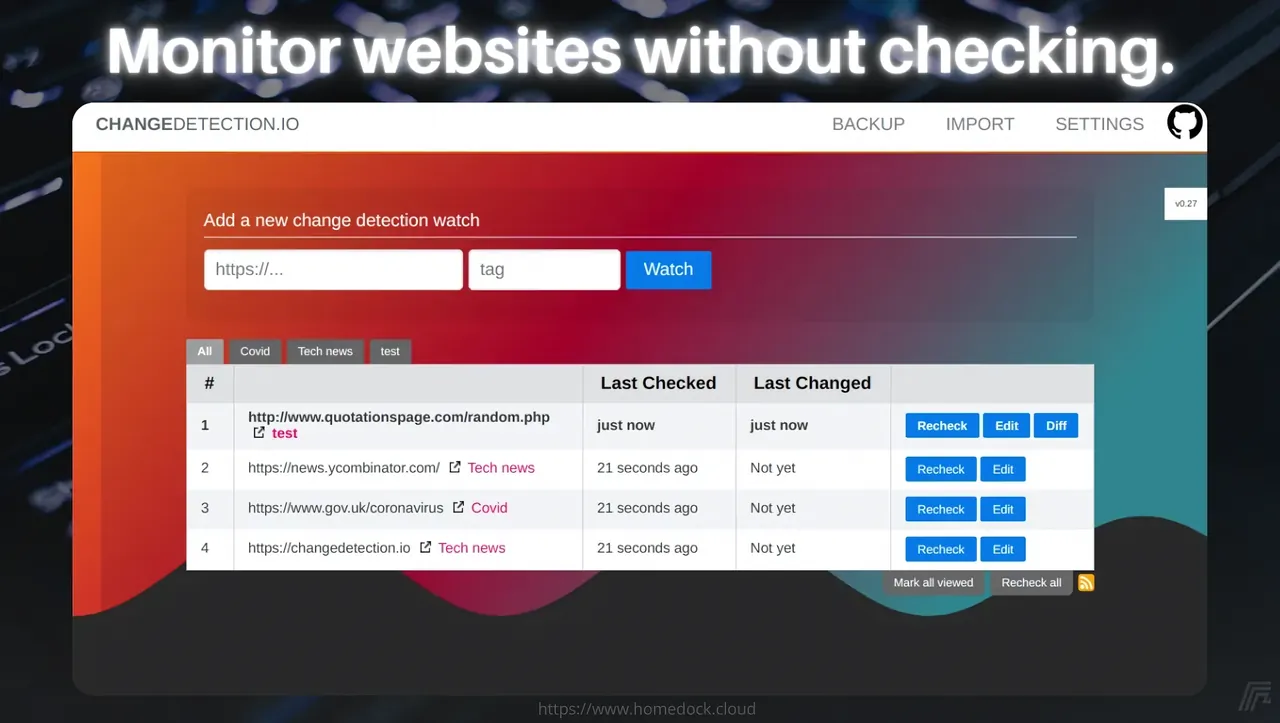 Monitor websites without checking.
CHANGEDETECTION.IO BACKUP IMPORT SETTINGS
v0.27
Add a new change detection watch
https://... tag Watch
All Covid Tech news test
# Last Checked Last Changed
1 http://www.quotationspage.com/random.php test just now just now Recheck Edit Diff
2 https://news.ycombinator.com/ Tech news 21 seconds ago Not yet Recheck Edit
3 https://www.gov.uk/coronavirus Covid 21 seconds ago Not yet Recheck Edit
4 https://changedetection.io Tech news 21 seconds ago Not yet Recheck Edit
Mark all viewed Recheck all
s Lock
https://www.homedock.cloud